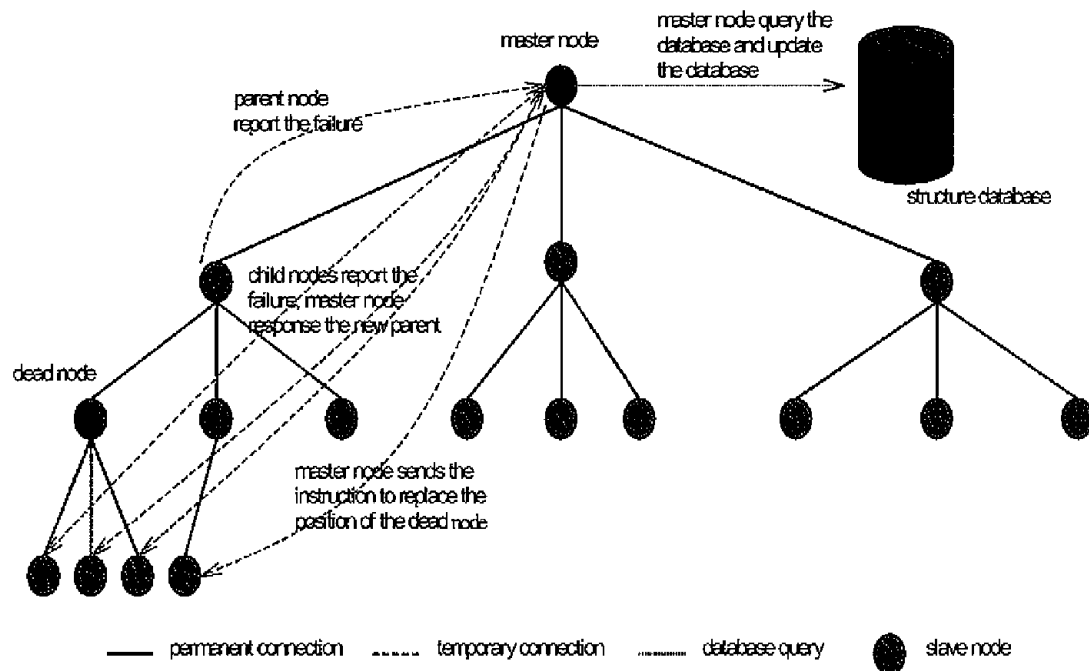 master node
master node query the
database and update
the database
parent node
report the failure
structure database
child nodes report the
failure; master node
response the new parent
dead node
master node sends the
instruction to replace the
position of the dead node
permanent connection
temporary connection
database query
slave node